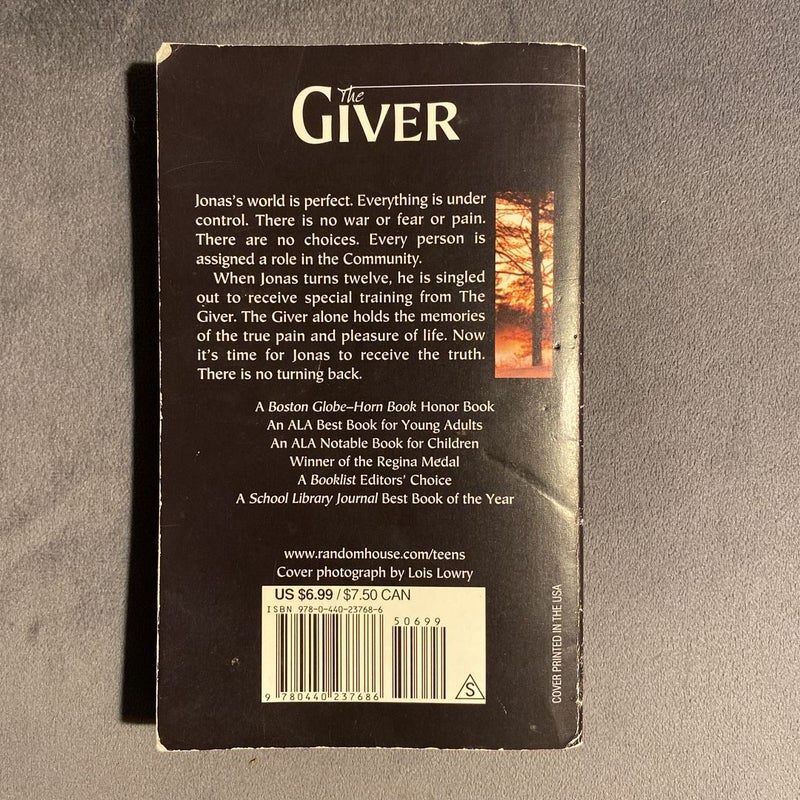 The
GIVER
Jonas's world is perfect. Everything is under
control. There is no war or fear or pain.
There are no choices. Every person is
assigned a role in the Community.
When Jonas turns twelve, he is singled
out to receive special training from The
Giver. The Giver alone holds the memories
of the true pain and pleasure of life. Now
it's time for Jonas to receive the truth.
There is no turning back.
A Boston Globe–Horn Book Honor Book
An ALA Best Book for Young Adults
An ALA Notable Book for Children
Winner of the Regina Medal
A Booklist Editors' Choice
A School Library Journal Best Book of the Year
www.randomhouse.com/teens
Cover photograph by Lois Lowry
US $6.99 / $7.50 CAN
ISBN 978-0-440-23768-6
50699
9 780440 237686
S
COVER PRINTED IN THE USA